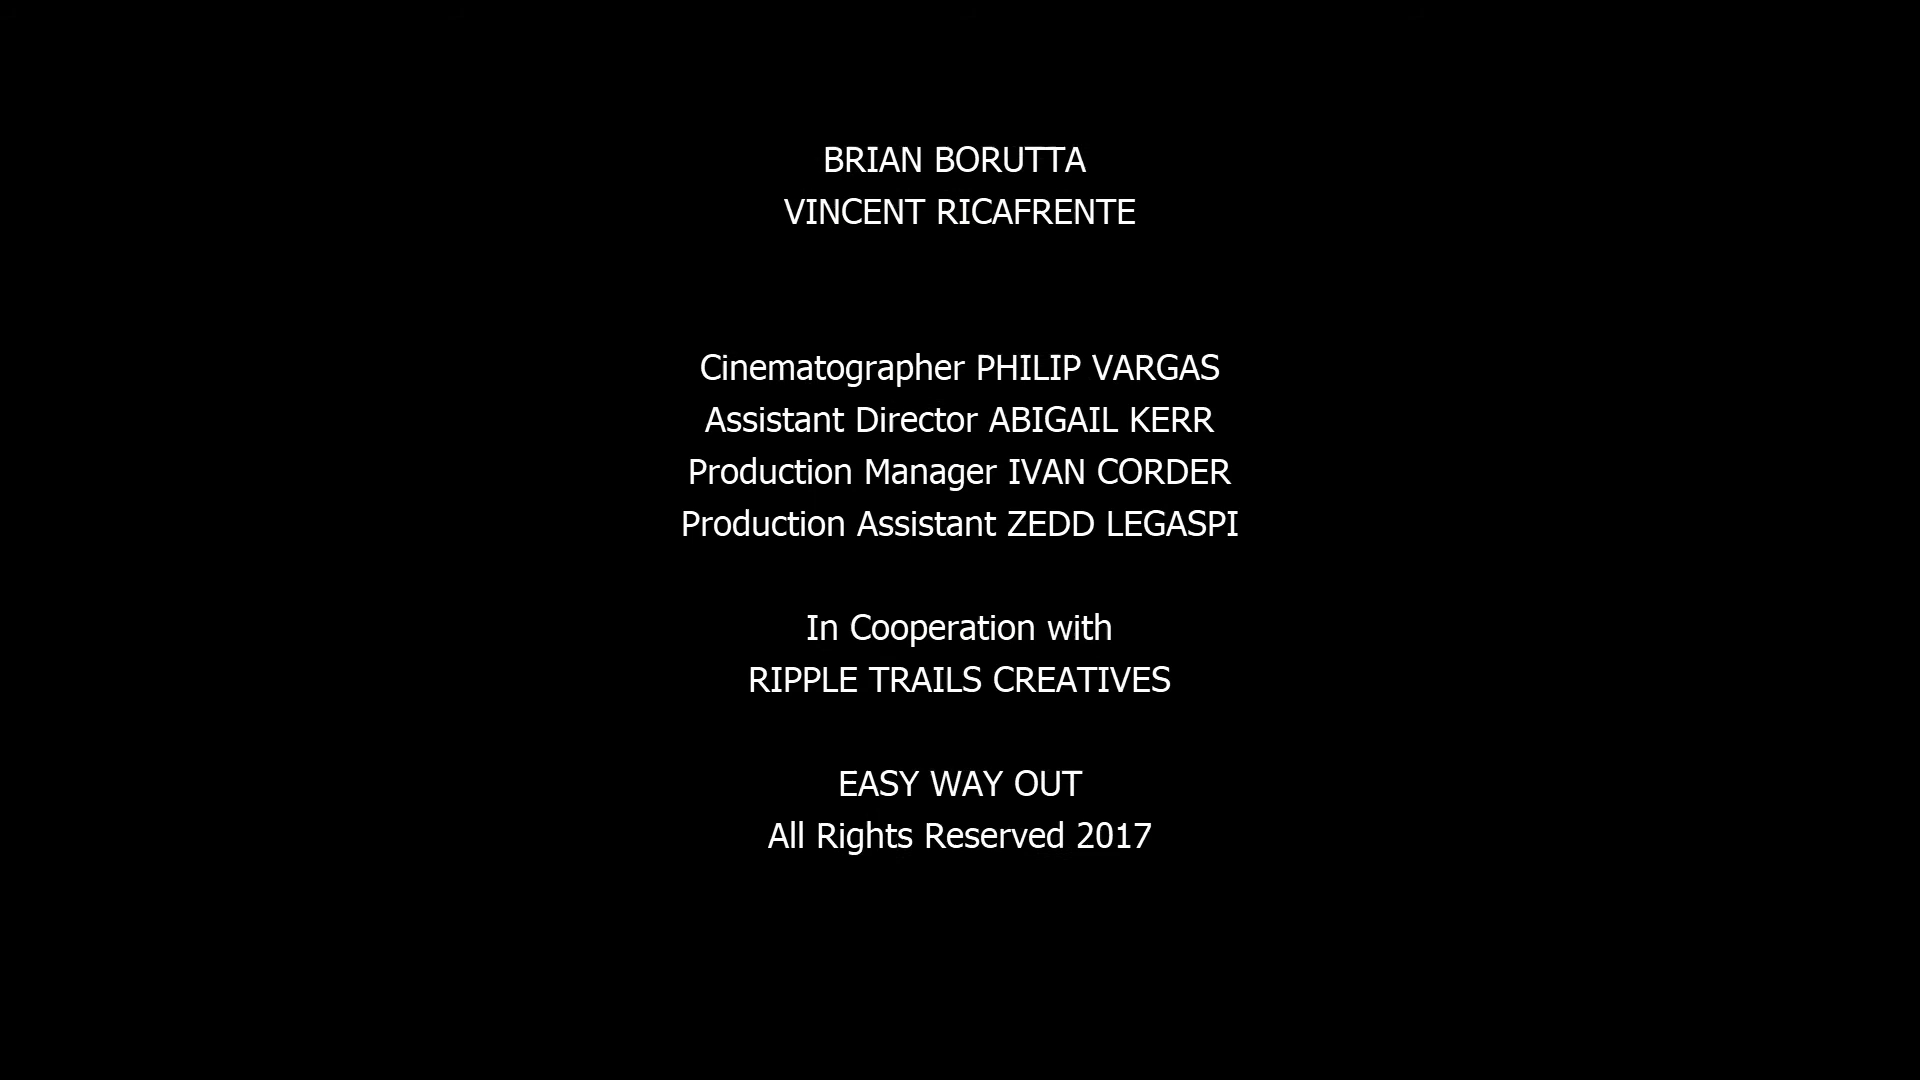 BRIAN BORUTTA
VINCENT RICAFRENTE
Cinematographer PHILIP VARGAS
Assistant Director ABIGAIL KERR
Production Manager IVAN CORDER
Production Assistant ZEDD LEGASPI
In Cooperation with
RIPPLE TRAILS CREATIVES
EASY WAY OUT
All Rights Reserved 2017